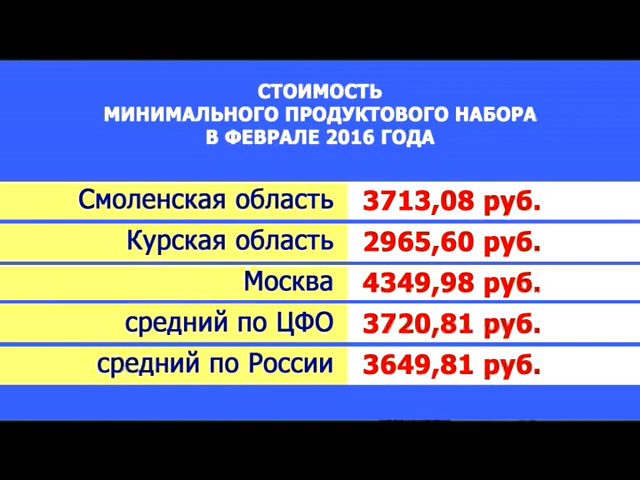 СТОИМОСТЬ
МИНИМАЛЬНОГО ПРОДУКТОВОГО НАБОРА
В ФЕВРАЛЕ 2016 ГОДА
Смоленская область 3713,08 руб.
Курская область 2965,60 руб.
Москва 4349,98 руб.
средний по ЦФО 3720,81 руб.
средний по России 3649,81 руб.